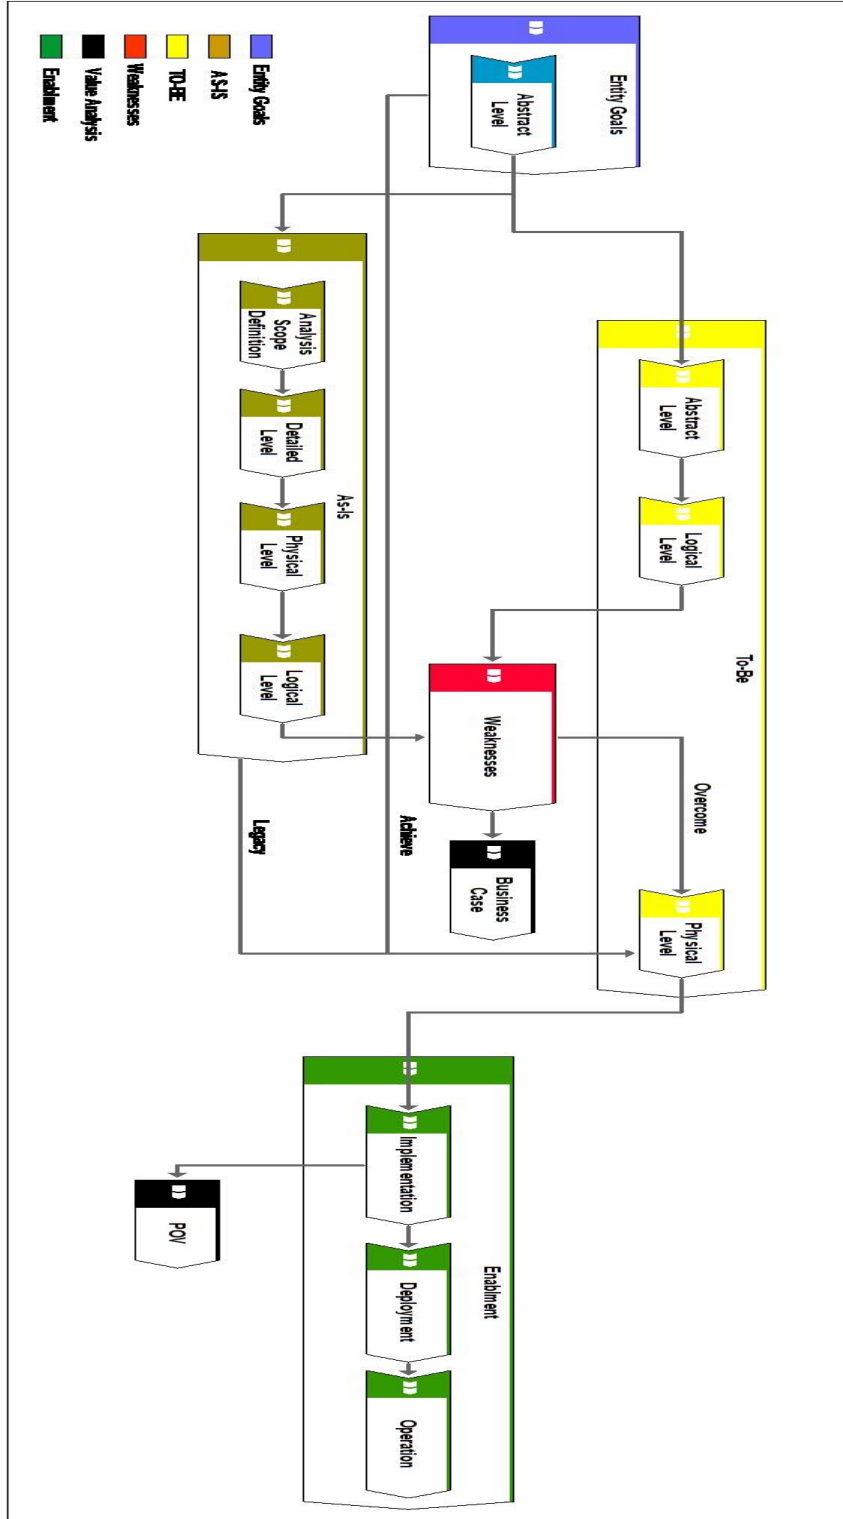 To-Be
Overcome
Abstract
Level
Logical
Level
Physical
Level
Entity Goals
Abstract
Level
Weaknesses
Business
Case
Enablment
Achieve
Implementation
Deployment
Operation
As-Is
Analysis
Scope
Definition
Detailed
Level
Physical
Level
Logical
Level
Legacy
POV
Entity Goals
AS-IS
TO-BE
Weaknesses
Value Analysis
Enablment